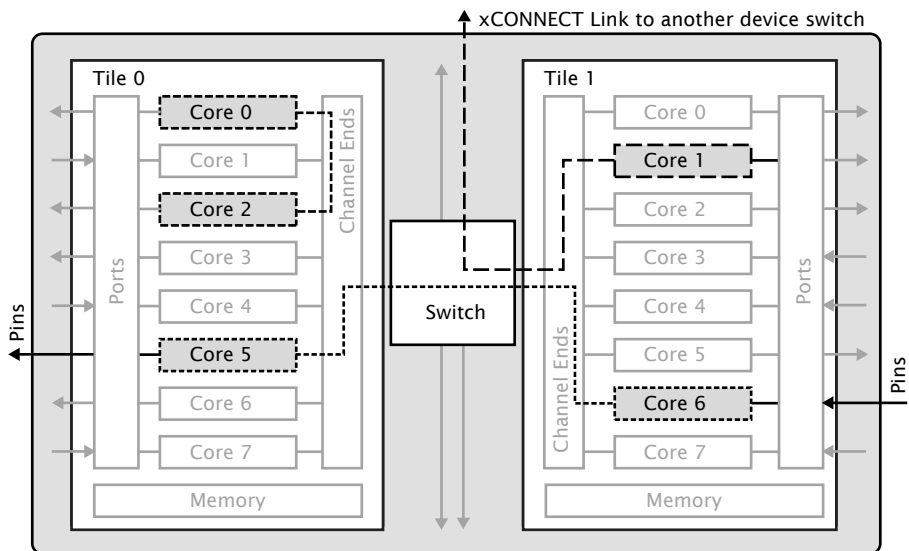 xCONNECT Link to another device switch
Tile 0
Core 0
Core 1
Core 2
Core 3
Core 4
Core 5
Core 6
Core 7
Ports
Channel Ends
Memory
Pins
Switch
Tile 1
Core 0
Core 1
Core 2
Core 3
Core 4
Core 5
Core 6
Core 7
Channel Ends
Ports
Memory
Pins